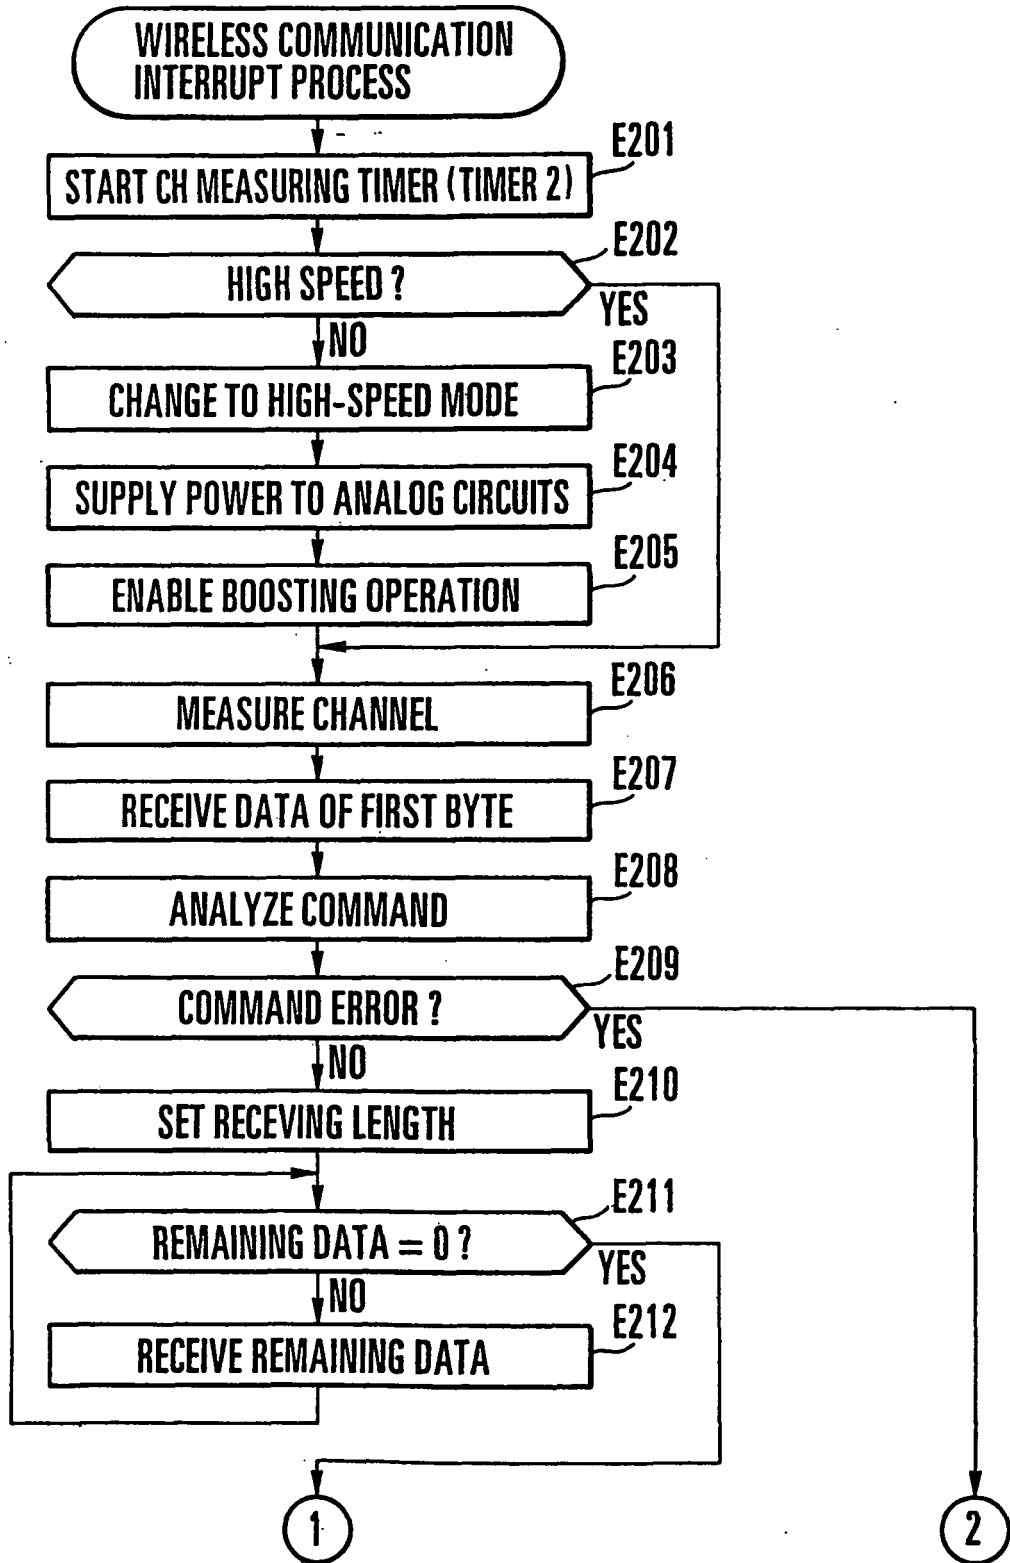 WIRELESS COMMUNICATION
INTERRUPT PROCESS
E201
START CH MEASURING TIMER (TIMER 2)
E202
HIGH SPEED ?
YES
NO
E203
CHANGE TO HIGH-SPEED MODE
E204
SUPPLY POWER TO ANALOG CIRCUITS
E205
ENABLE BOOSTING OPERATION
E206
MEASURE CHANNEL
E207
RECEIVE DATA OF FIRST BYTE
E208
ANALYZE COMMAND
E209
COMMAND ERROR ?
YES
NO
E210
SET RECEVING LENGTH
E211
REMAINING DATA = 0 ?
YES
NO
E212
RECEIVE REMAINING DATA
1
2